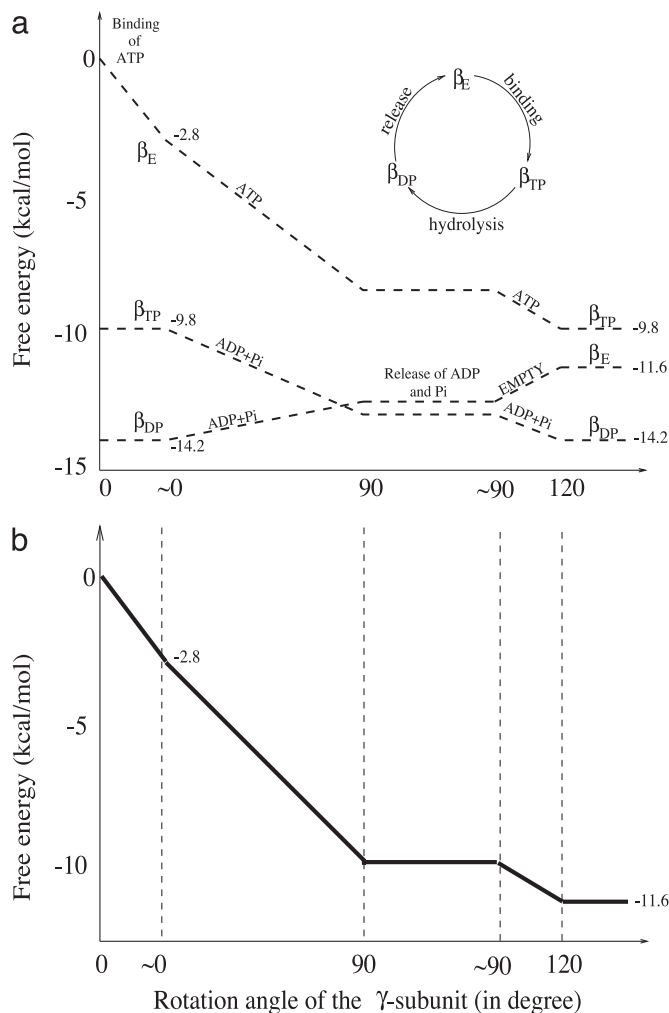 a
Binding
of
ATP
0
-5
-10
-15
Free energy (kcal/mol)
-2.8
βE
ATP
βE
binding
βTP
hydrolysis
βDP
release
βTP
-9.8
ADP+Pi
ATP
βTP
-9.8
βE
-11.6
Release of ADP
and Pi
EMPTY
βDP
-14.2
ADP+Pi
ADP+Pi
βDP
-14.2
0
~0
90
~90
120
b
0
-5
-10
Free energy (kcal/mol)
-2.8
-11.6
0
~0
90
~90
120
Rotation angle of the γ-subunit (in degree)